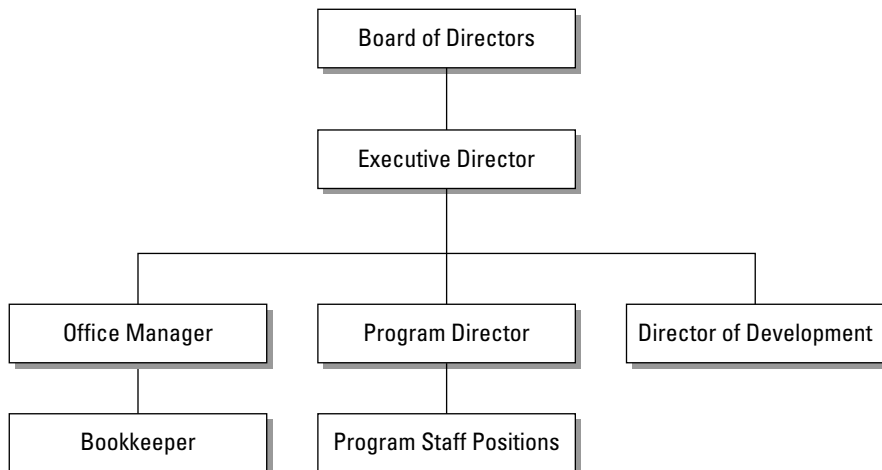 Board of Directors
Executive Director
Office Manager
Program Director
Director of Development
Bookkeeper
Program Staff Positions